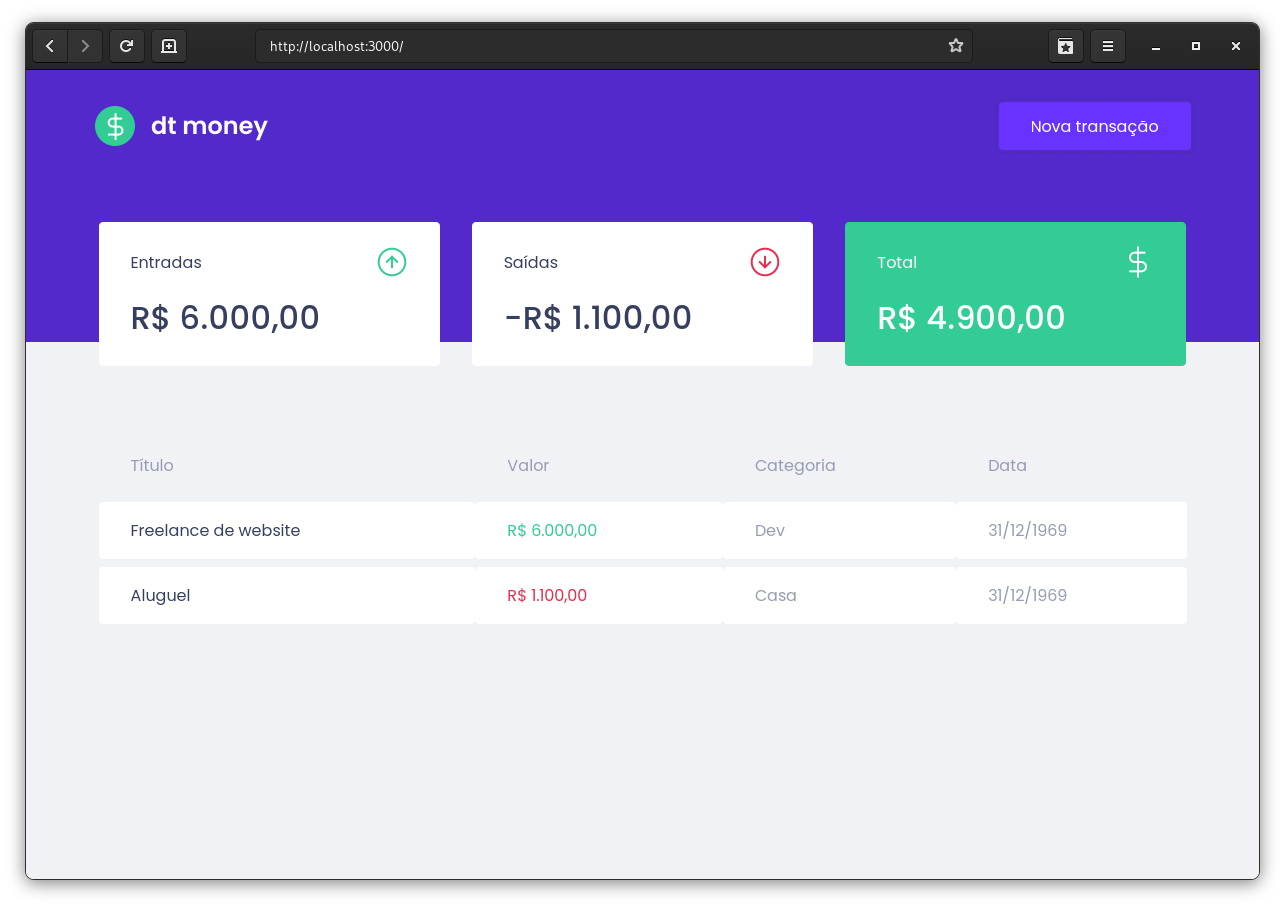 http://localhost:3000/
dt money
Nova transação
Entradas
R$ 6.000,00
Saídas
-R$ 1.100,00
Total
R$ 4.900,00
Título Valor Categoria Data
Freelance de website R$ 6.000,00 Dev 31/12/1969
Aluguel R$ 1.100,00 Casa 31/12/1969